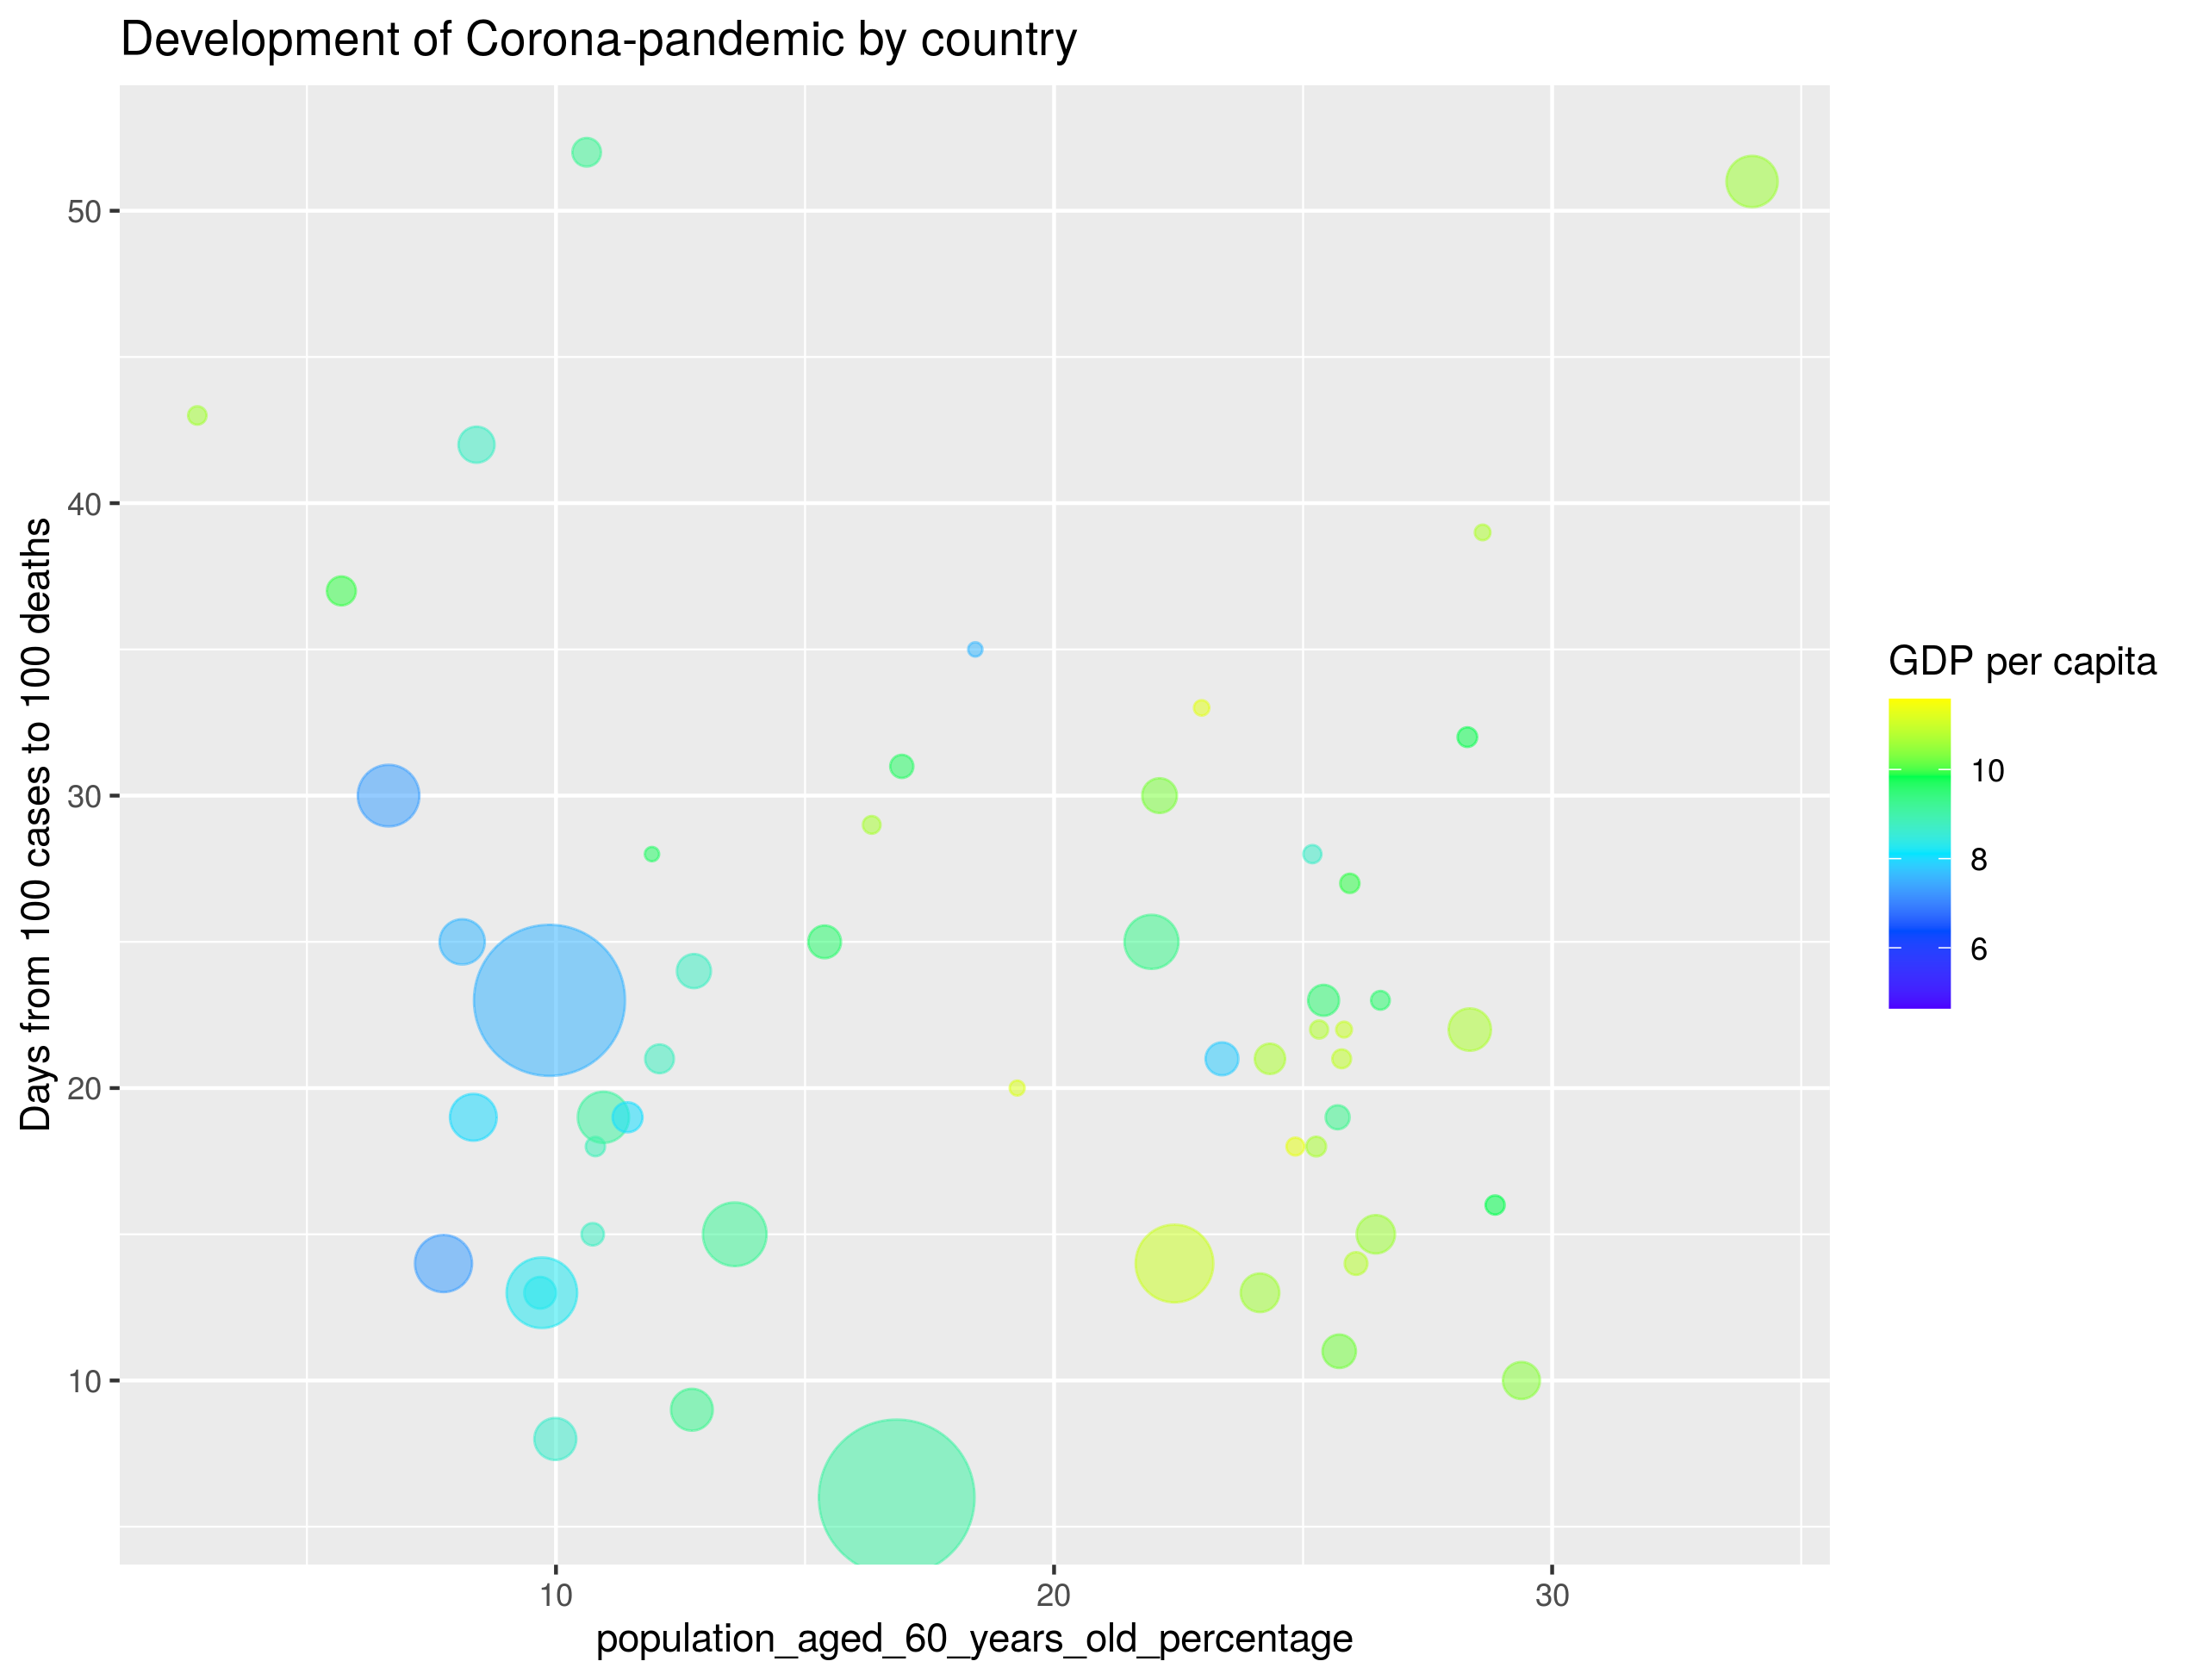 Development of Corona-pandemic by country
Days from 100 cases to 100 deaths
50
40
30
20
10
10
20
30
population_aged_60_years_old_percentage
GDP per capita
10
8
6